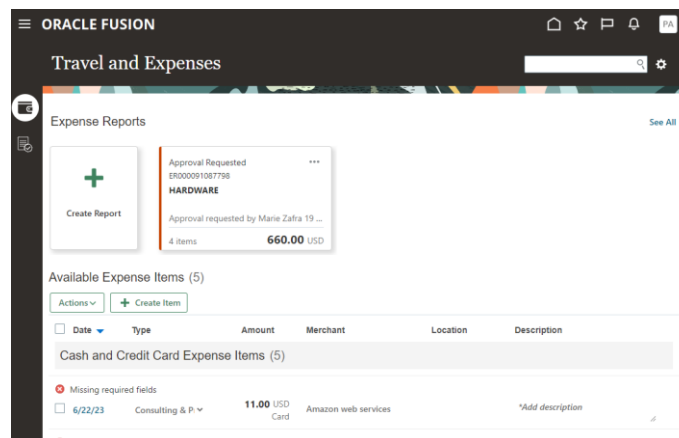 ORACLE FUSION
PA
Travel and Expenses
Expense Reports
See All
Create Report
Approval Requested
ER000091087798
HARDWARE
Approval requested by Marie Zafra 19 ...
4 items 660.00 USD
Available Expense Items (5)
Actions Create Item
Date Type Amount Merchant Location Description
Cash and Credit Card Expense Items (5)
Missing required fields
6/22/23 Consulting & P 11.00 USD Amazon web services *Add description
Card